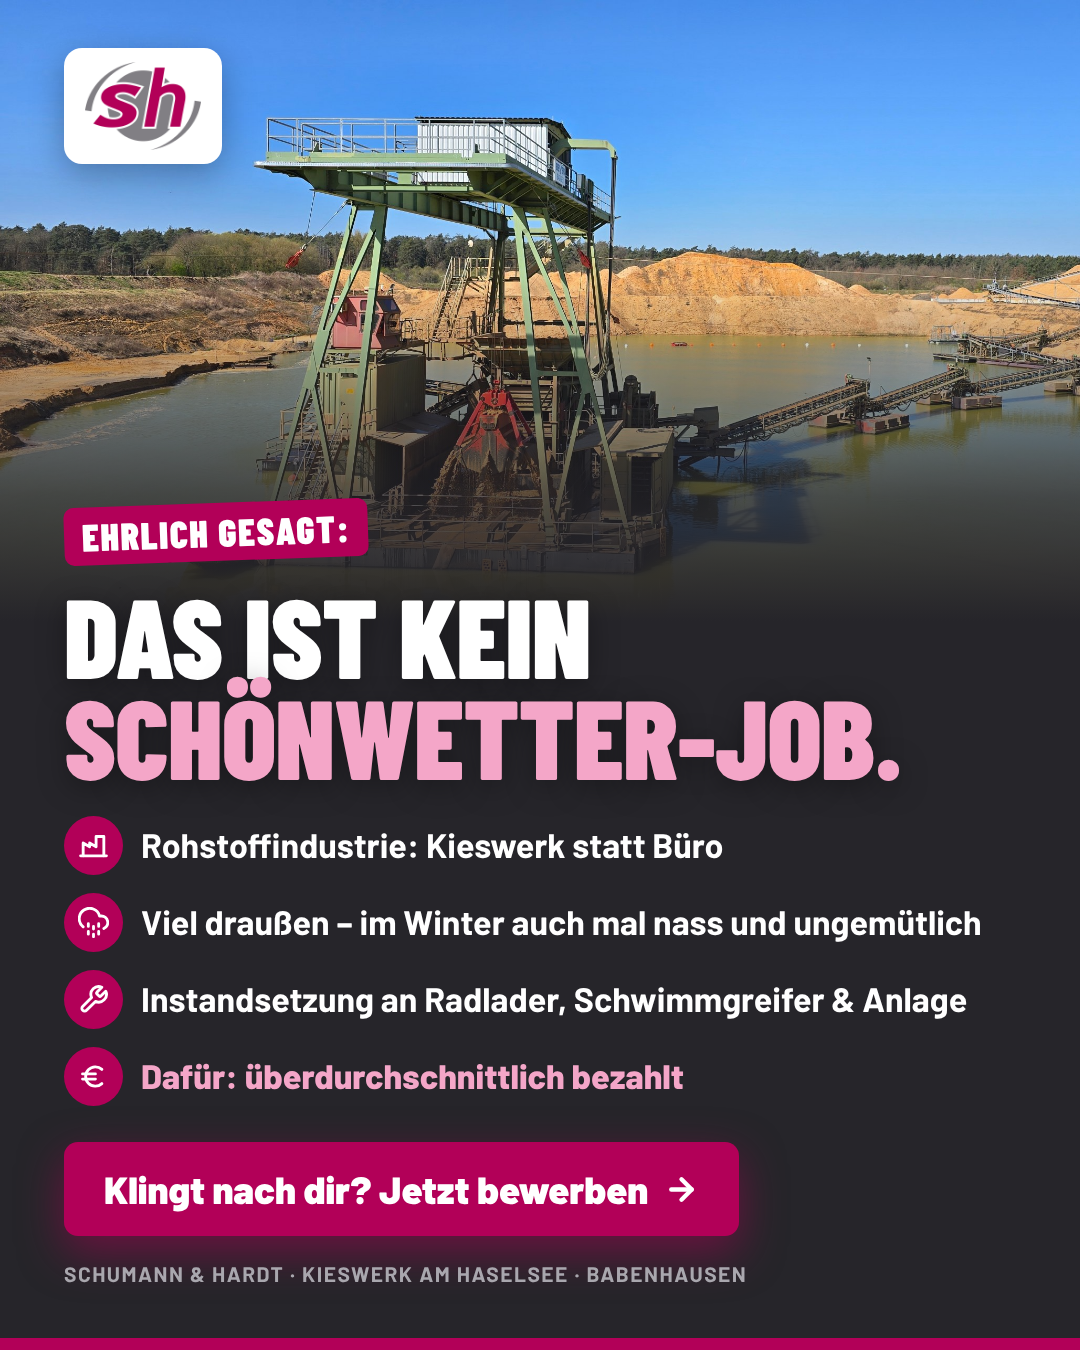 sh
EHRLICH GESAGT:
DAS IST KEIN
SCHÖNWETTER-JOB.
Rohstoffindustrie: Kieswerk statt Büro
Viel draußen – im Winter auch mal nass und ungemütlich
Instandsetzung an Radlader, Schwimmgreifer & Anlage
€ Dafür: überdurchschnittlich bezahlt
Klingt nach dir? Jetzt bewerben →
SCHUMANN & HARDT · KIESWERK AM HASELSEE · BABENHAUSEN